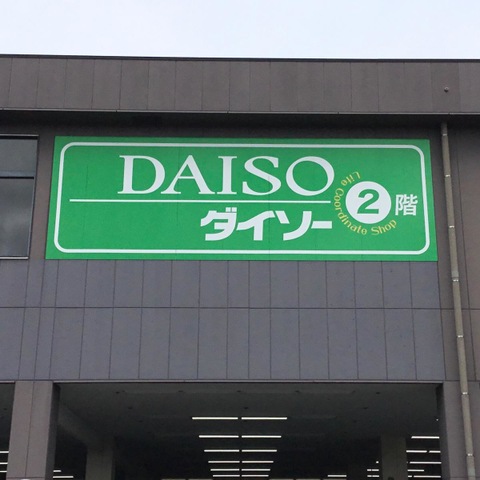 DAISO
ダイソー
Life Coordinate Shop
2階